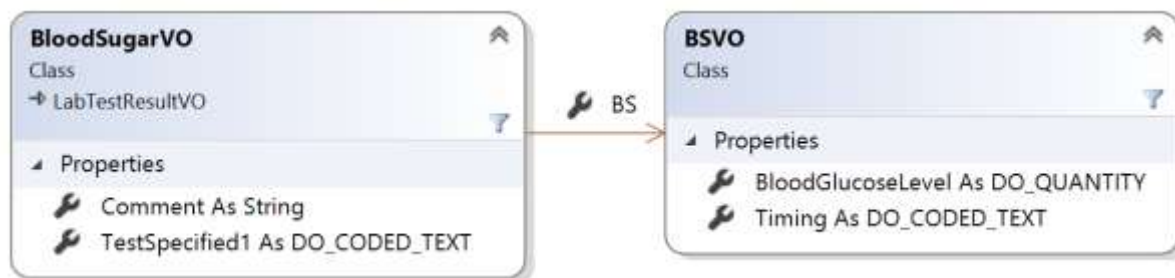 BloodSugarVO
Class
LabTestResultVO
Properties
Comment As String
TestSpecified1 As DO_CODED_TEXT
BS
BSVO
Class
Properties
BloodGlucoseLevel As DO_QUANTITY
Timing As DO_CODED_TEXT